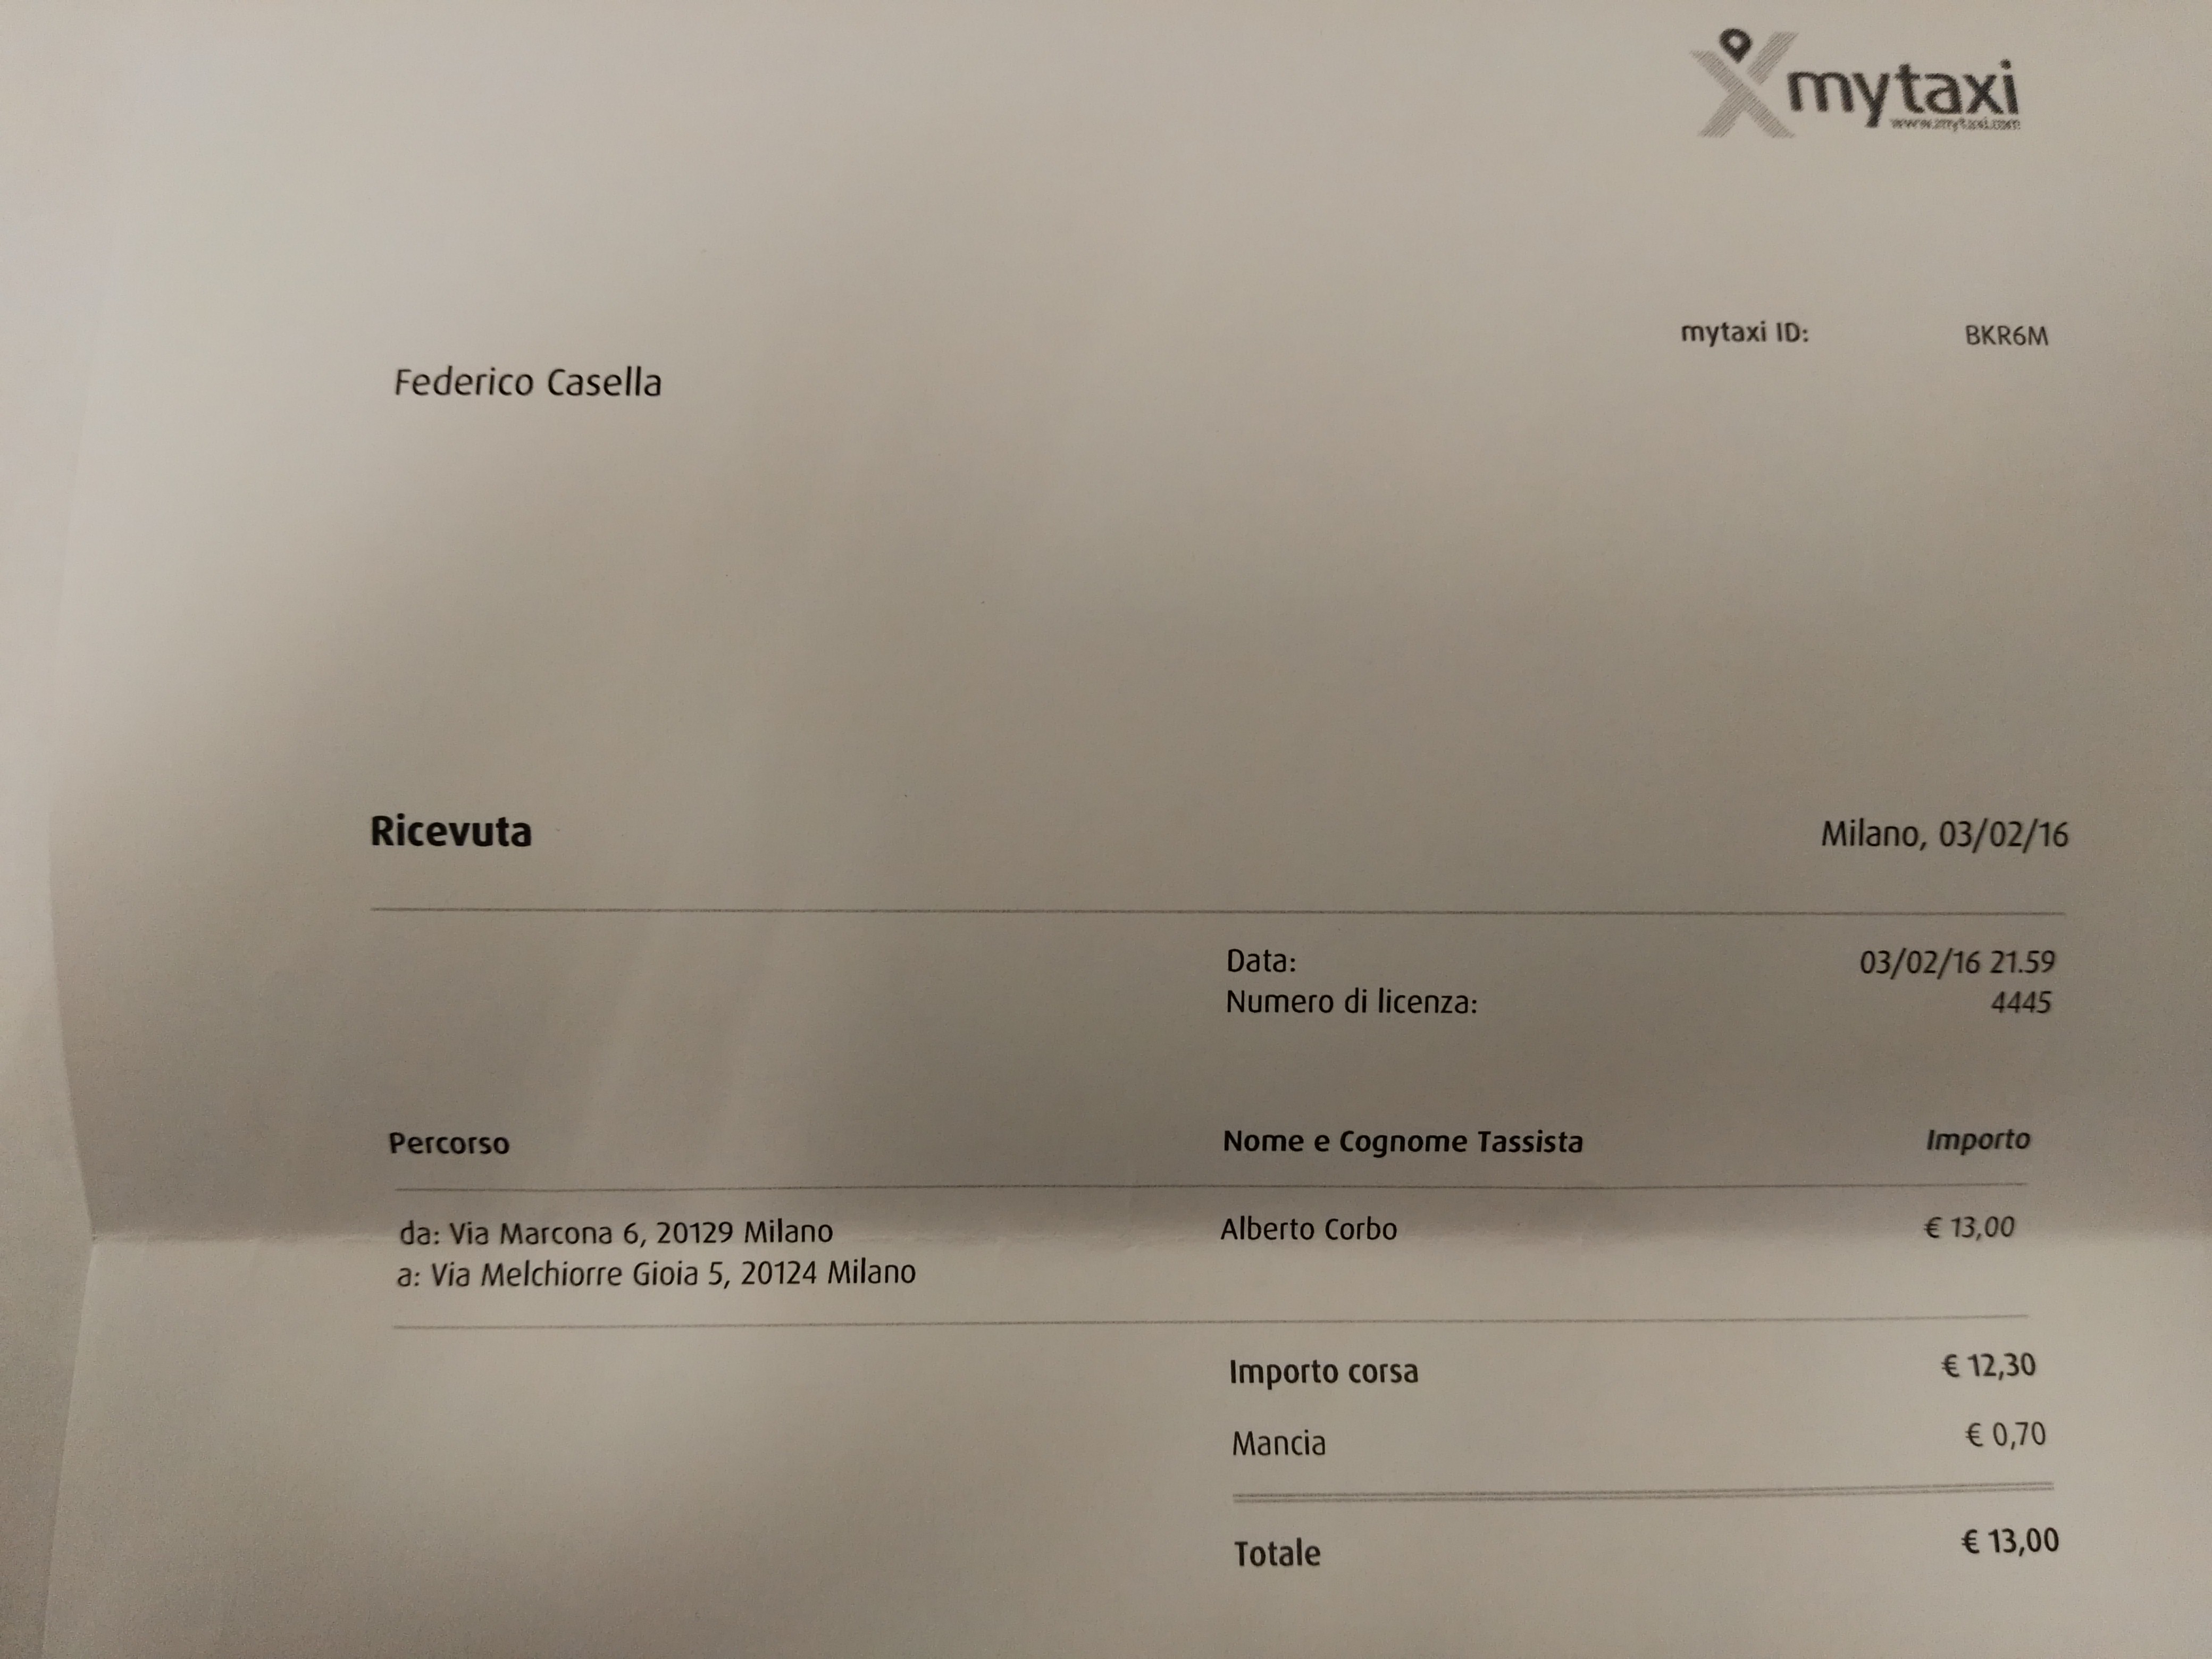 mytaxi
www.mytaxi.com
mytaxi ID: BKR6M
Federico Casella
Ricevuta Milano, 03/02/16
Data: 03/02/16 21.59
Numero di licenza: 4445
Percorso Nome e Cognome Tassista Importo
da: Via Marcona 6, 20129 Milano Alberto Corbo € 13,00
a: Via Melchiorre Gioia 5, 20124 Milano
Importo corsa € 12,30
Mancia € 0,70
Totale € 13,00